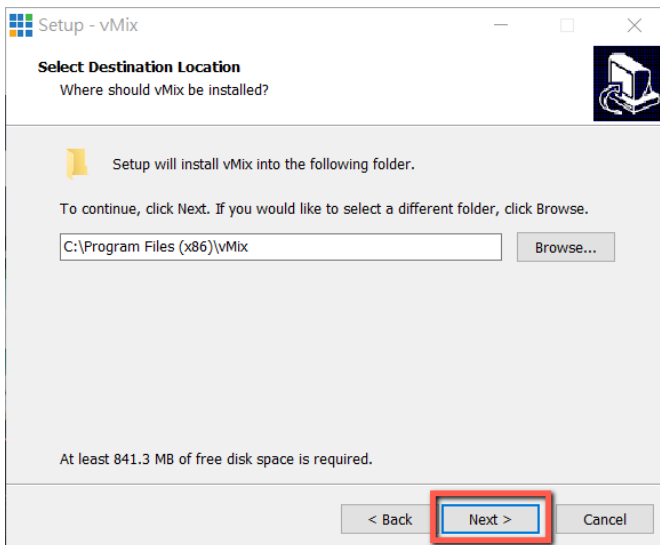 Setup - vMix
Select Destination Location
Where should vMix be installed?
Setup will install vMix into the following folder.
To continue, click Next. If you would like to select a different folder, click Browse.
C:\Program Files (x86)\vMix
Browse...
At least 841.3 MB of free disk space is required.
< Back
Next >
Cancel